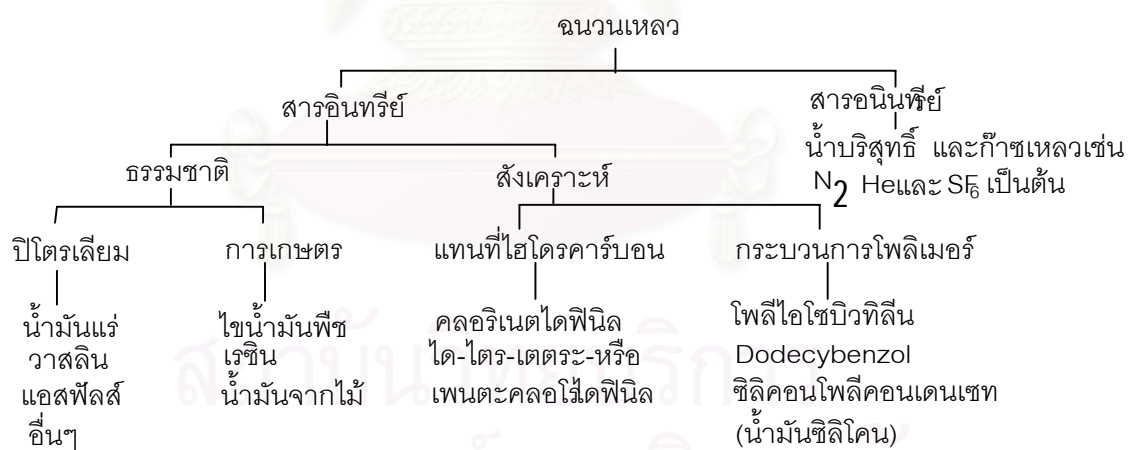 ฉนวนเหลว
สารอินทรีย์
สารอนินทรีย์
น้ำบริสุทธิ์ และก๊าซเหลวเช่น
N2 Heและ SF6 เป็นต้น
ธรรมชาติ
สังเคราะห์
ปิโตรเลียม
การเกษตร
แทนที่ไฮโดรคาร์บอน
กระบวนการโพลิเมอร์
น้ำมันแร่
วาสลิน
แอสฟัลส์
อื่นๆ
ไขน้ำมันพืช
เรซิน
น้ำมันจากไม้
คลอริเนตไดฟินิล
ได-ไตร-เตตระ-หรือ
เพนตะคลอโรไดฟินิล
โพลีไอโซบิวทิลีน
Dodecybenzol
ซิลิคอนโพลีคอนเดนเซท
(น้ำมันซิลิโคน)